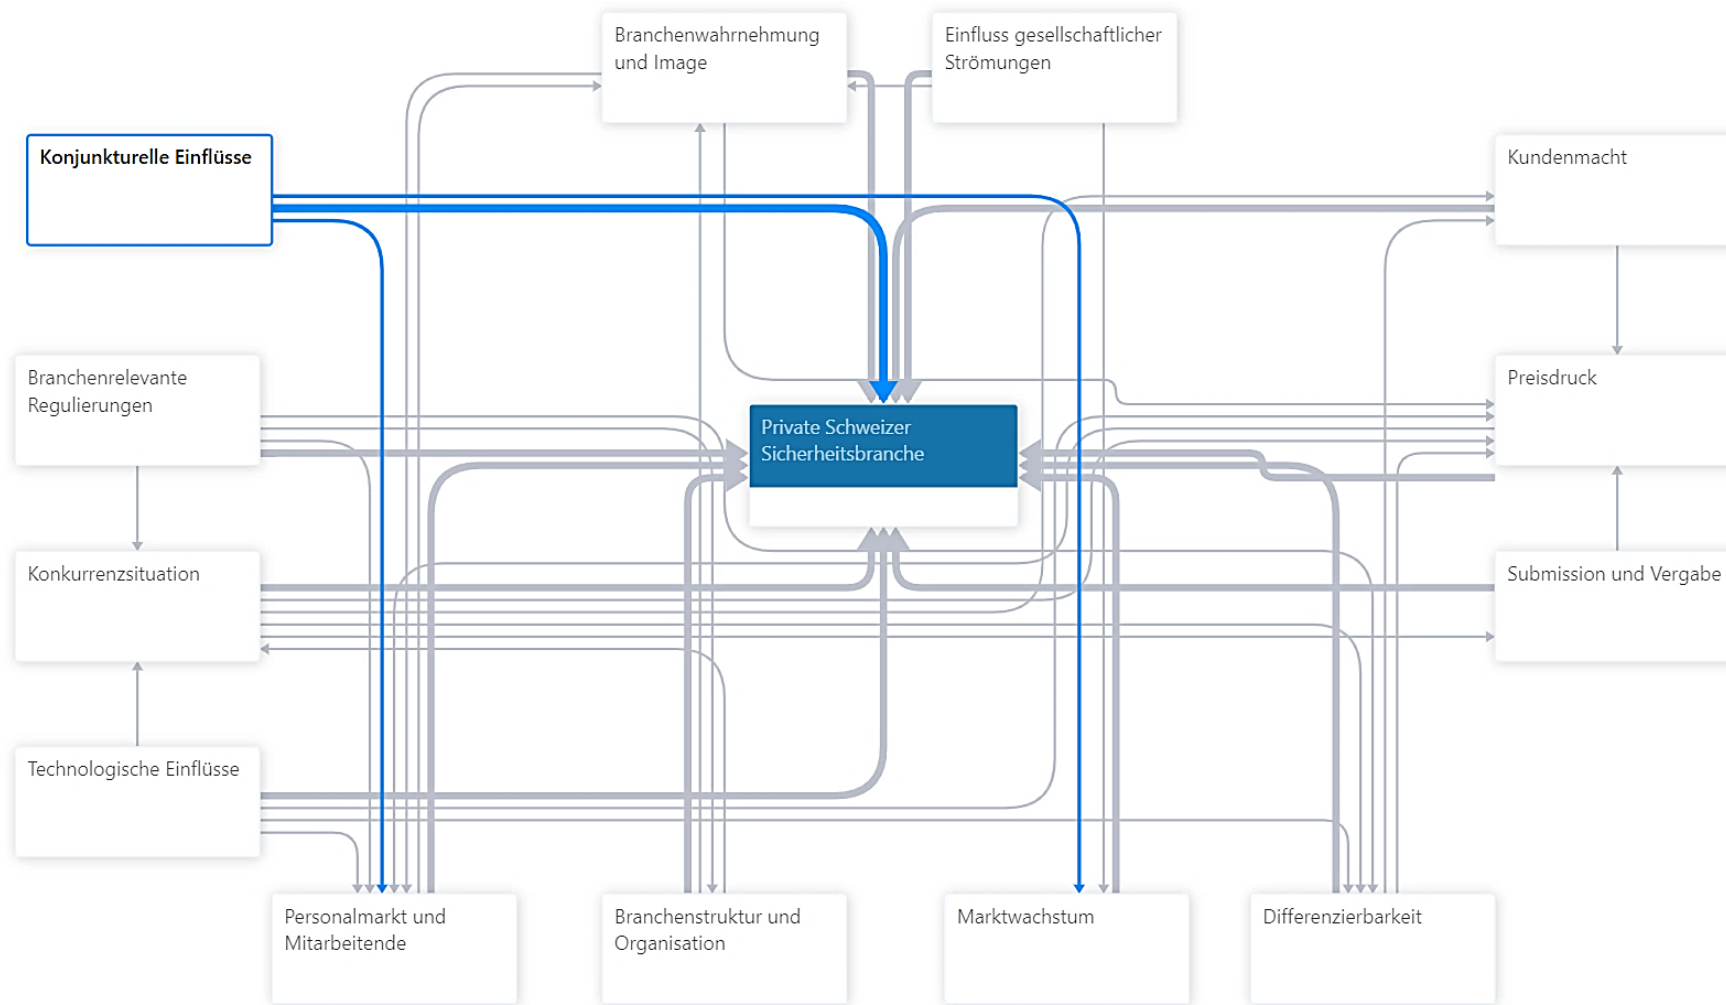 Branchenwahrnehmung
und Image
Einfluss gesellschaftlicher
Strömungen
Konjunkturelle Einflüsse
Kundenmacht
Branchenrelevante
Regulierungen
Preisdruck
Private Schweizer
Sicherheitsbranche
Konkurrenzsituation
Submission und Vergabe
Technologische Einflüsse
Personalmarkt und
Mitarbeitende
Branchenstruktur und
Organisation
Marktwachstum
Differenzierbarkeit